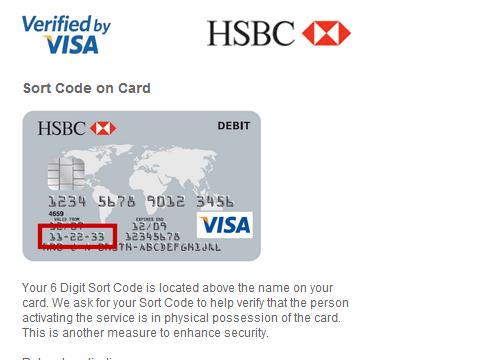 Verified by
VISA
HSBC
Sort Code on Card
HSBC
DEBIT
1234 5678 9012 3456
4659
VALID FROM
EXPIRES END
12/07
12/09
VISA
11-22-33
12345678
Your 6 Digit Sort Code is located above the name on your
card. We ask for your Sort Code to help verify that the person
activating the service is in physical possession of the card.
This is another measure to enhance security.